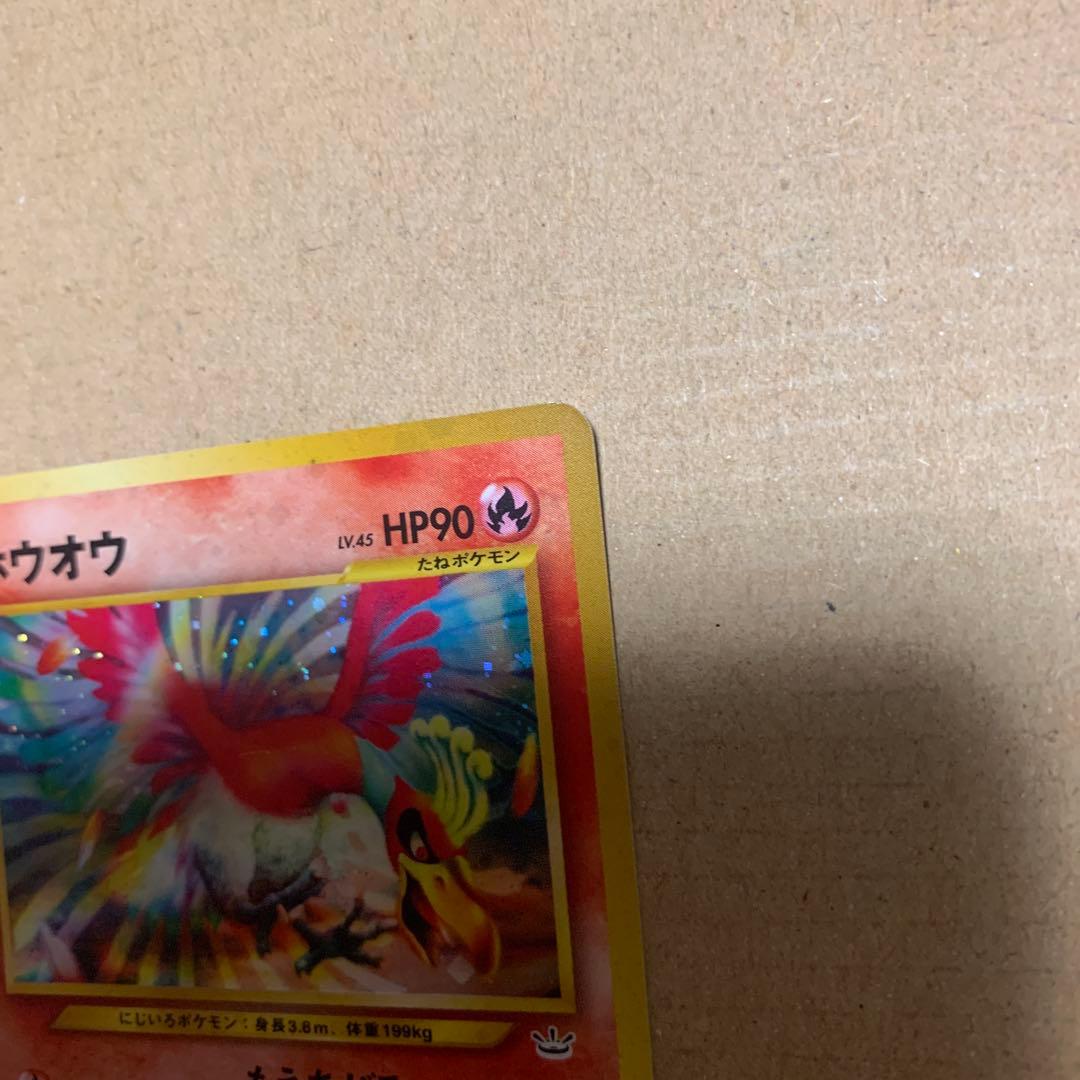 ホウオウ LV.45 HP90
たねポケモン
にじいろポケモン：身長3.8m、体重199kg